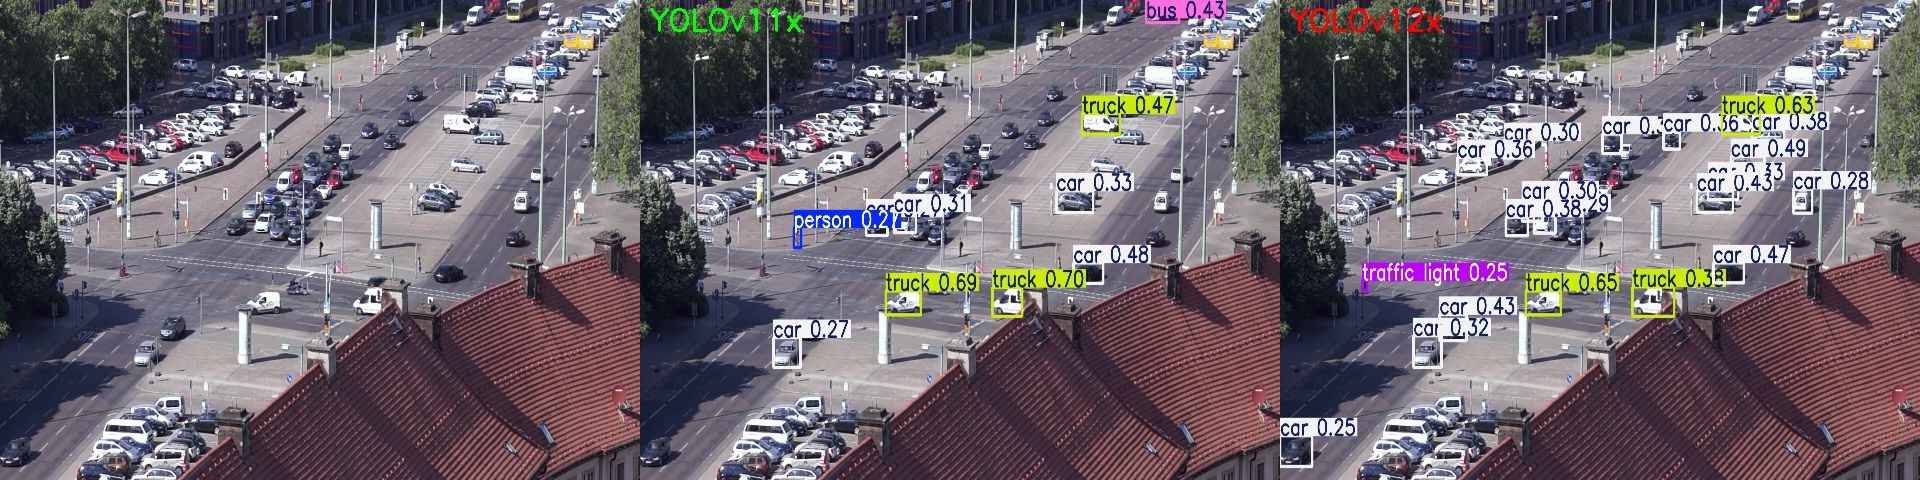 YOLOv11x
bus 0.43
truck 0.47
car 0.33
car 0.31
person 0.27
car 0.48
truck 0.69
truck 0.70
car 0.27
YOLOv12x
truck 0.63
car 0.30
car 0.38
car 0.36
car 0.49
car 0.43
car 0.28
car 0.30
car 0.38
car 0.47
traffic light 0.25
truck 0.65
car 0.43
car 0.32
car 0.25